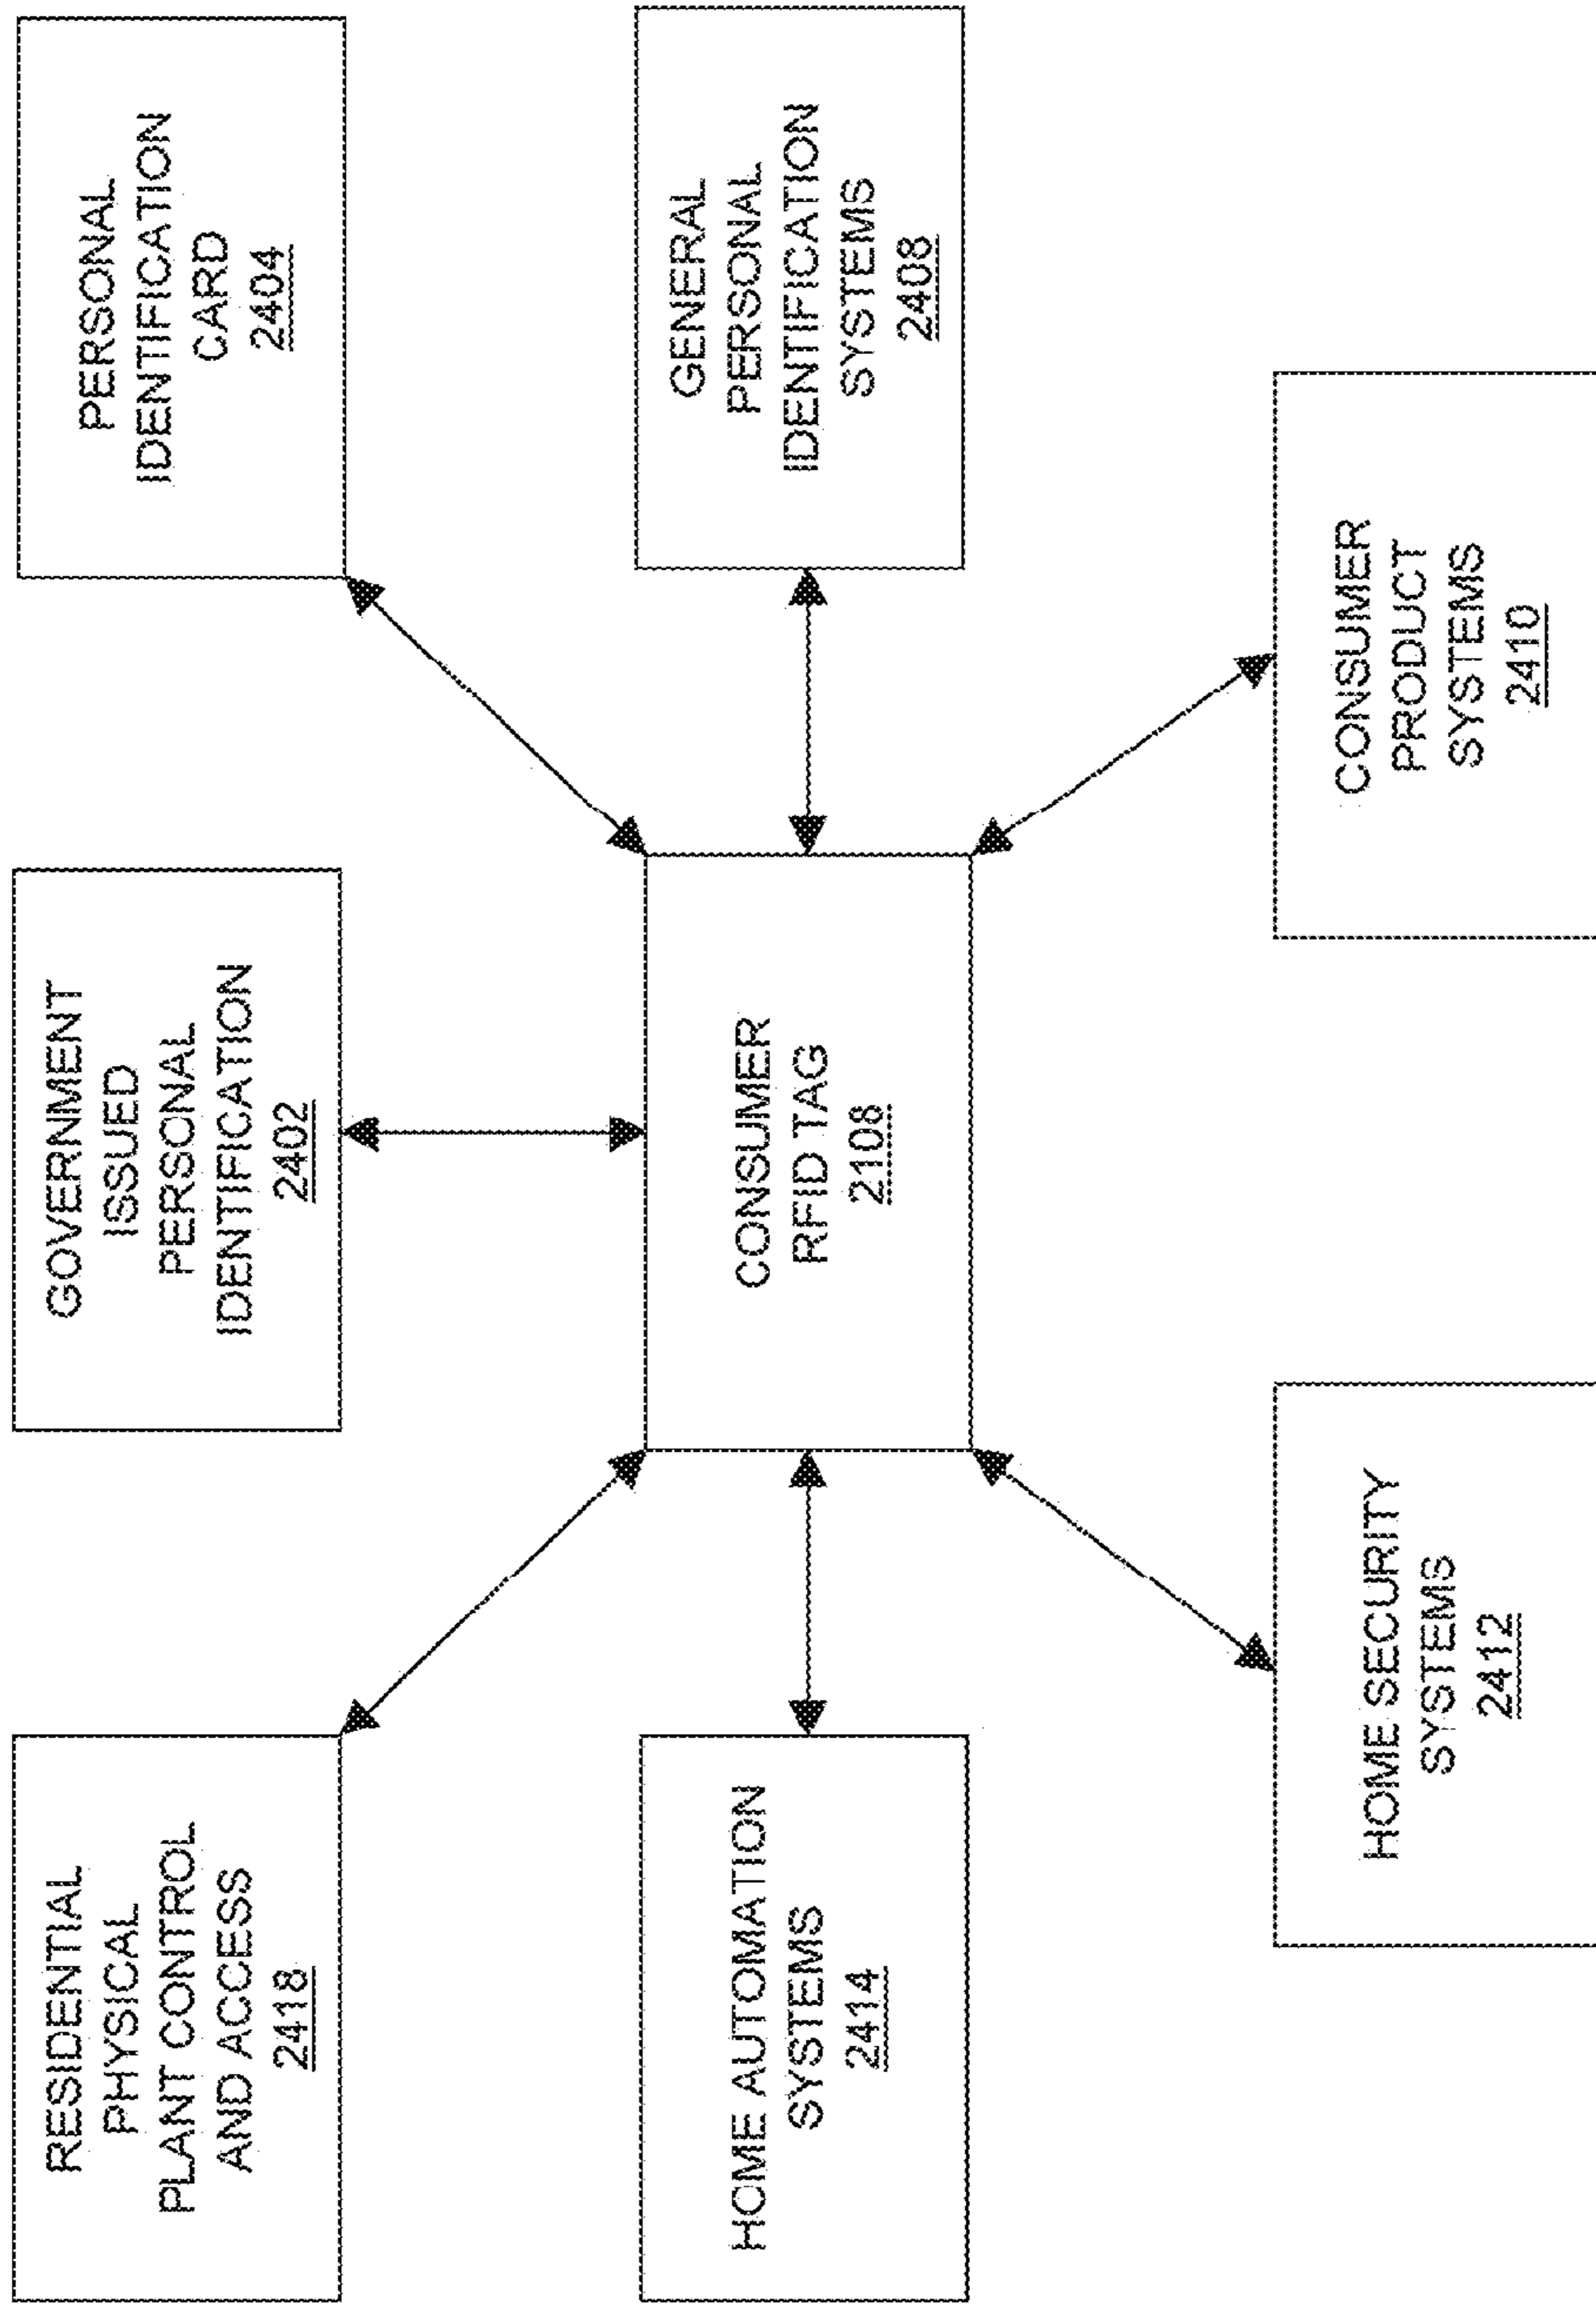 RESIDENTIAL
PHYSICAL
PLANT CONTROL
AND ACCESS
2418
GOVERNMENT
ISSUED
PERSONAL
IDENTIFICATION
2402
PERSONAL
IDENTIFICATION
CARD
2404
HOME AUTOMATION
SYSTEMS
2414
CONSUMER
RFID TAG
2108
GENERAL
PERSONAL
IDENTIFICATION
SYSTEMS
2408
HOME SECURITY
SYSTEMS
2412
CONSUMER
PRODUCT
SYSTEMS
2410